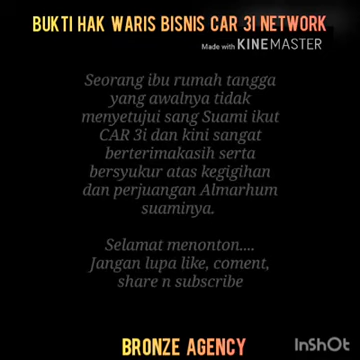 BUKTI HAK WARIS BISNIS CAR 3I NETWORK
Made with KINEMASTER
Seorang ibu rumah tangga
yang awalnya tidak
menyetujui sang Suami ikut
CAR 3i dan kini sangat
berterimakasih serta
bersyukur atas kegigihan
dan perjuangan Almarhum
suaminya.
Selamat menonton....
Jangan lupa like, coment,
share n subscribe
BRONZE AGENCY
InShOt